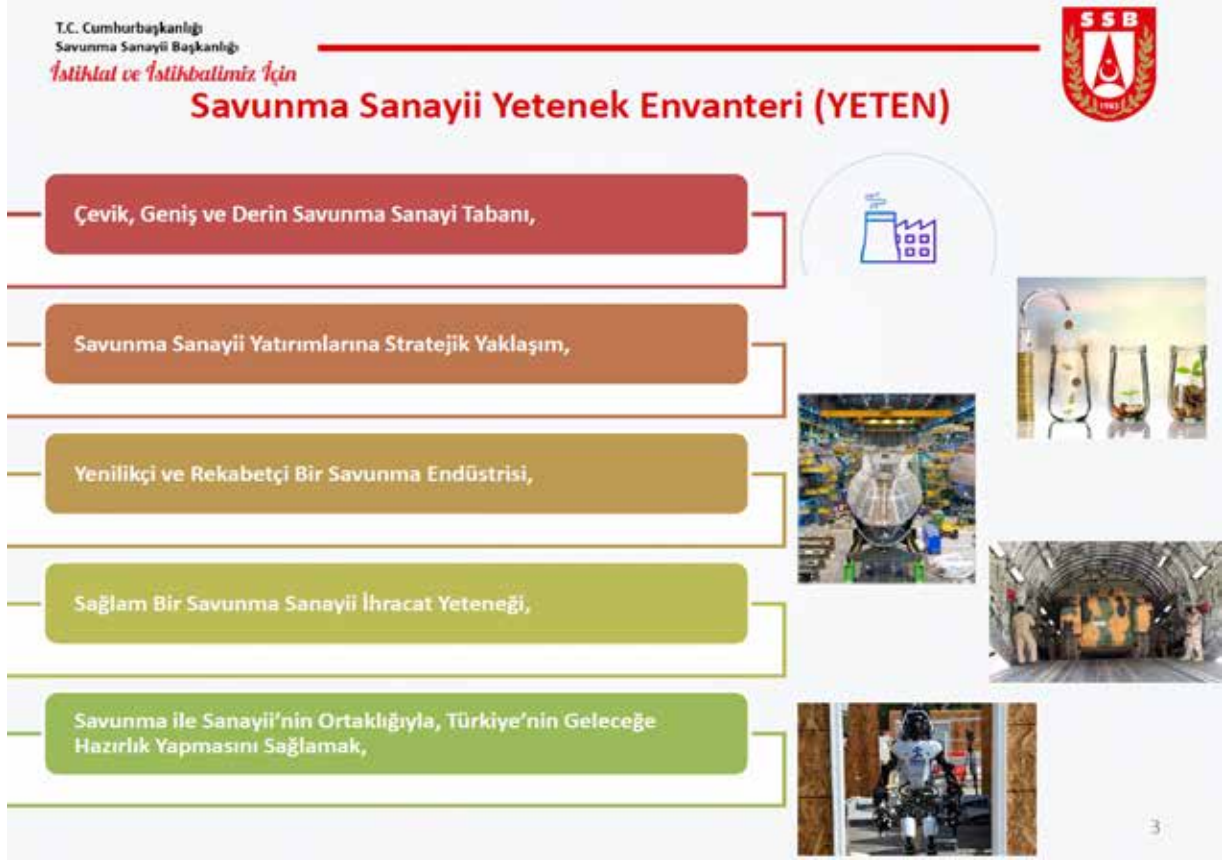 T.C. Cumhurbaşkanlığı
Savunma Sanayii Başkanlığı
İstiklal ve İstikbalimiz İçin
SSB
1985
Savunma Sanayii Yetenek Envanteri (YETEN)
Çevik, Geniş ve Derin Savunma Sanayi Tabanı,
Savunma Sanayii Yatırımlarına Stratejik Yaklaşım,
Yenilikçi ve Rekabetçi Bir Savunma Endüstrisi,
Sağlam Bir Savunma Sanayii İhracat Yeteneği,
Savunma ile Sanayii’nin Ortaklığıyla, Türkiye’nin Geleceğe
Hazırlık Yapmasını Sağlamak,
3